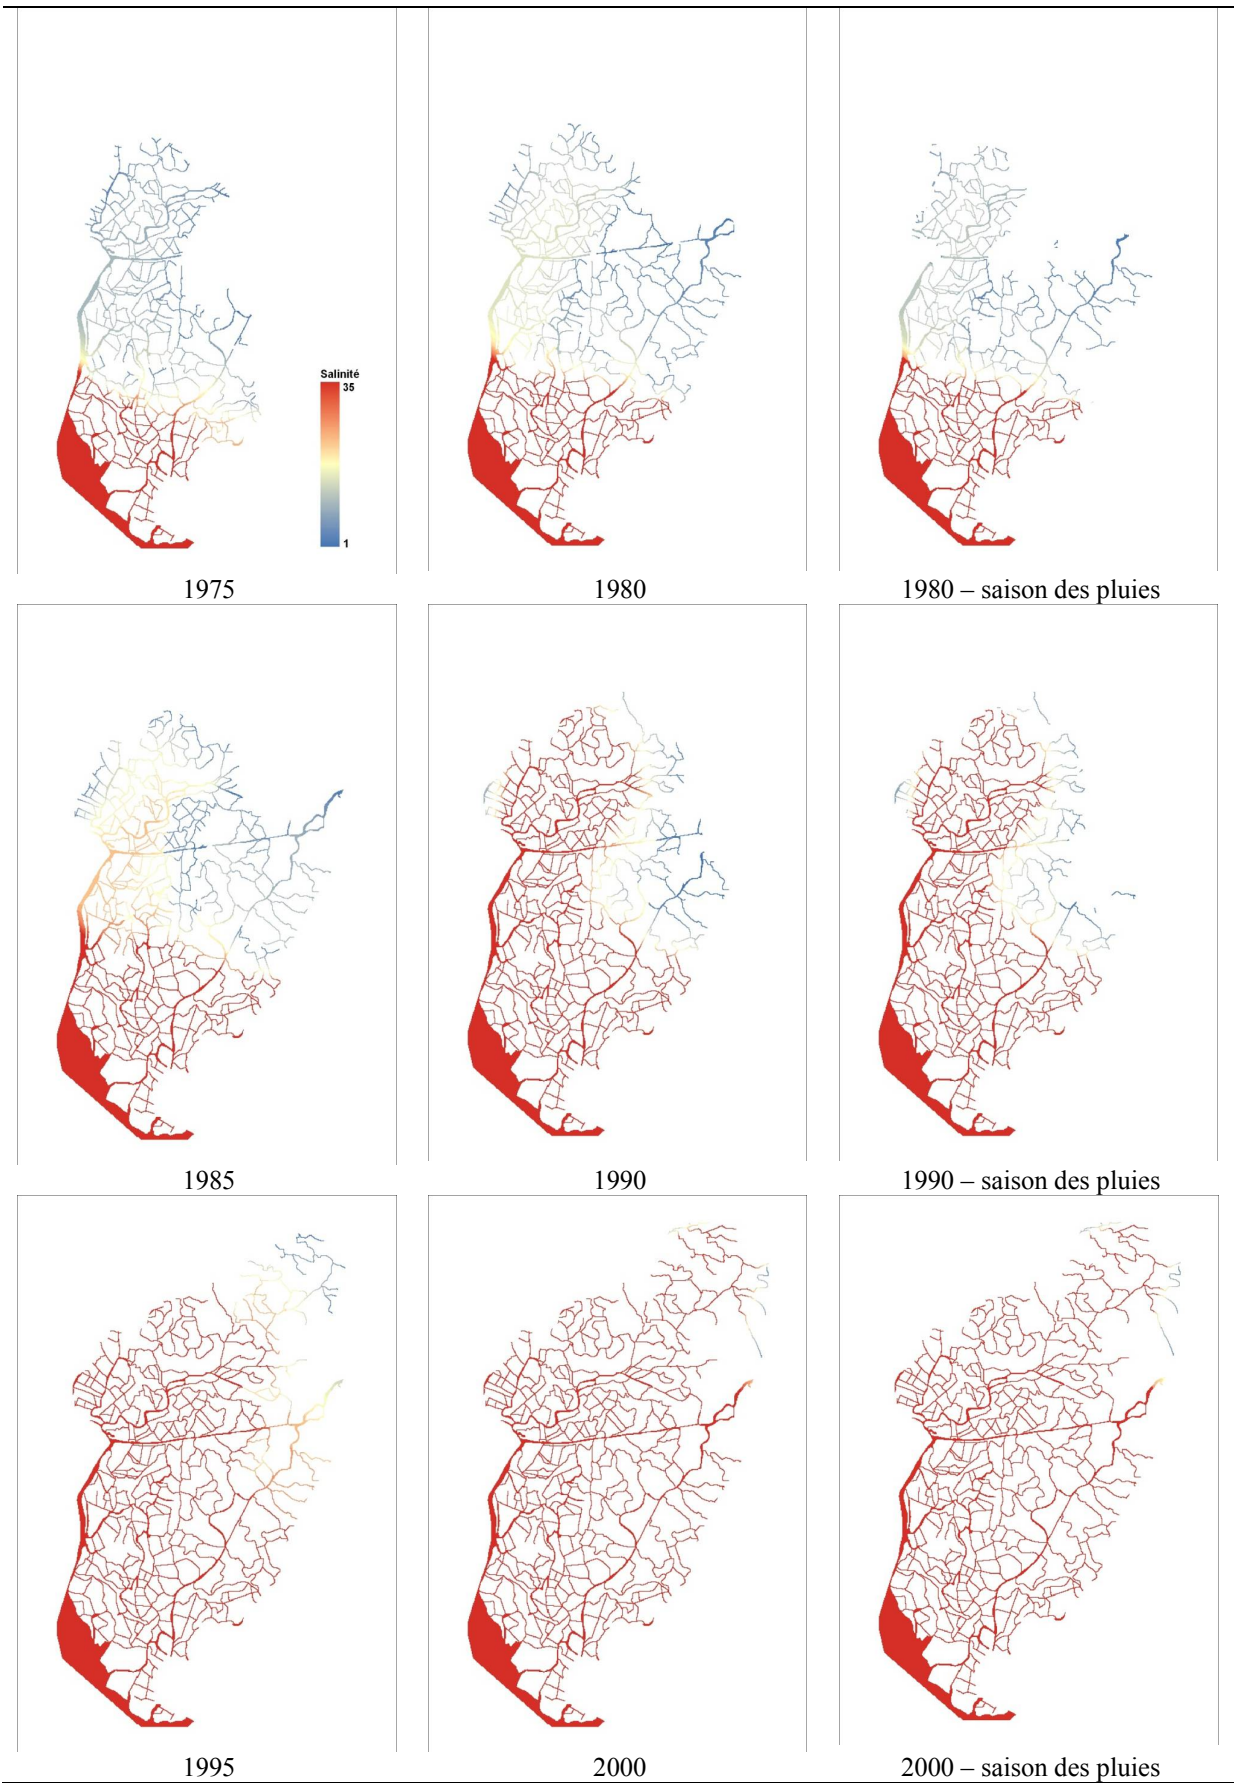 Salinité
35
1
1975
1980
1980 – saison des pluies
1985
1990
1990 – saison des pluies
1995
2000
2000 – saison des pluies